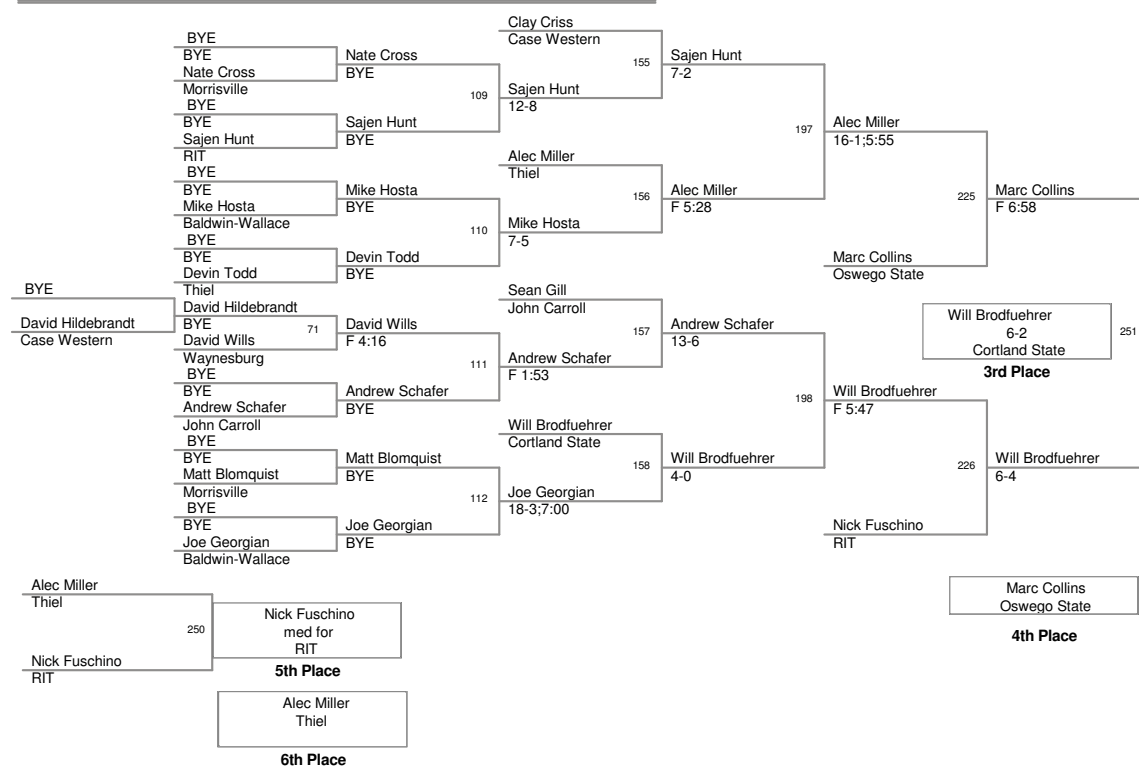 Clay Criss
Case Western
BYE
BYE
Nate Cross
Morrisville
Nate Cross
BYE
155
Sajen Hunt
7-2
109
Sajen Hunt
12-8
BYE
BYE
Sajen Hunt
RIT
Sajen Hunt
BYE
197
Alec Miller
16-1;5:55
Alec Miller
Thiel
BYE
BYE
Mike Hosta
Baldwin-Wallace
Mike Hosta
BYE
156
Alec Miller
F 5:28
225
Marc Collins
F 6:58
110
Mike Hosta
7-5
BYE
BYE
Devin Todd
Thiel
Devin Todd
BYE
Marc Collins
Oswego State
BYE
David Hildebrandt
Case Western
David Hildebrandt
BYE
David Wills
Waynesburg
71
David Wills
F 4:16
Sean Gill
John Carroll
157
Andrew Schafer
13-6
Will Brodfuehrer
6-2
Cortland State
251
3rd Place
111
Andrew Schafer
F 1:53
BYE
BYE
Andrew Schafer
John Carroll
Andrew Schafer
BYE
198
Will Brodfuehrer
F 5:47
Will Brodfuehrer
Cortland State
BYE
BYE
Matt Blomquist
Morrisville
Matt Blomquist
BYE
158
Will Brodfuehrer
4-0
226
Will Brodfuehrer
6-4
112
Joe Georgian
18-3;7:00
BYE
BYE
Joe Georgian
Baldwin-Wallace
Joe Georgian
BYE
Nick Fuschino
RIT
Alec Miller
Thiel
250
Nick Fuschino
med for
RIT
5th Place
Nick Fuschino
RIT
Marc Collins
Oswego State
4th Place
Alec Miller
Thiel
6th Place